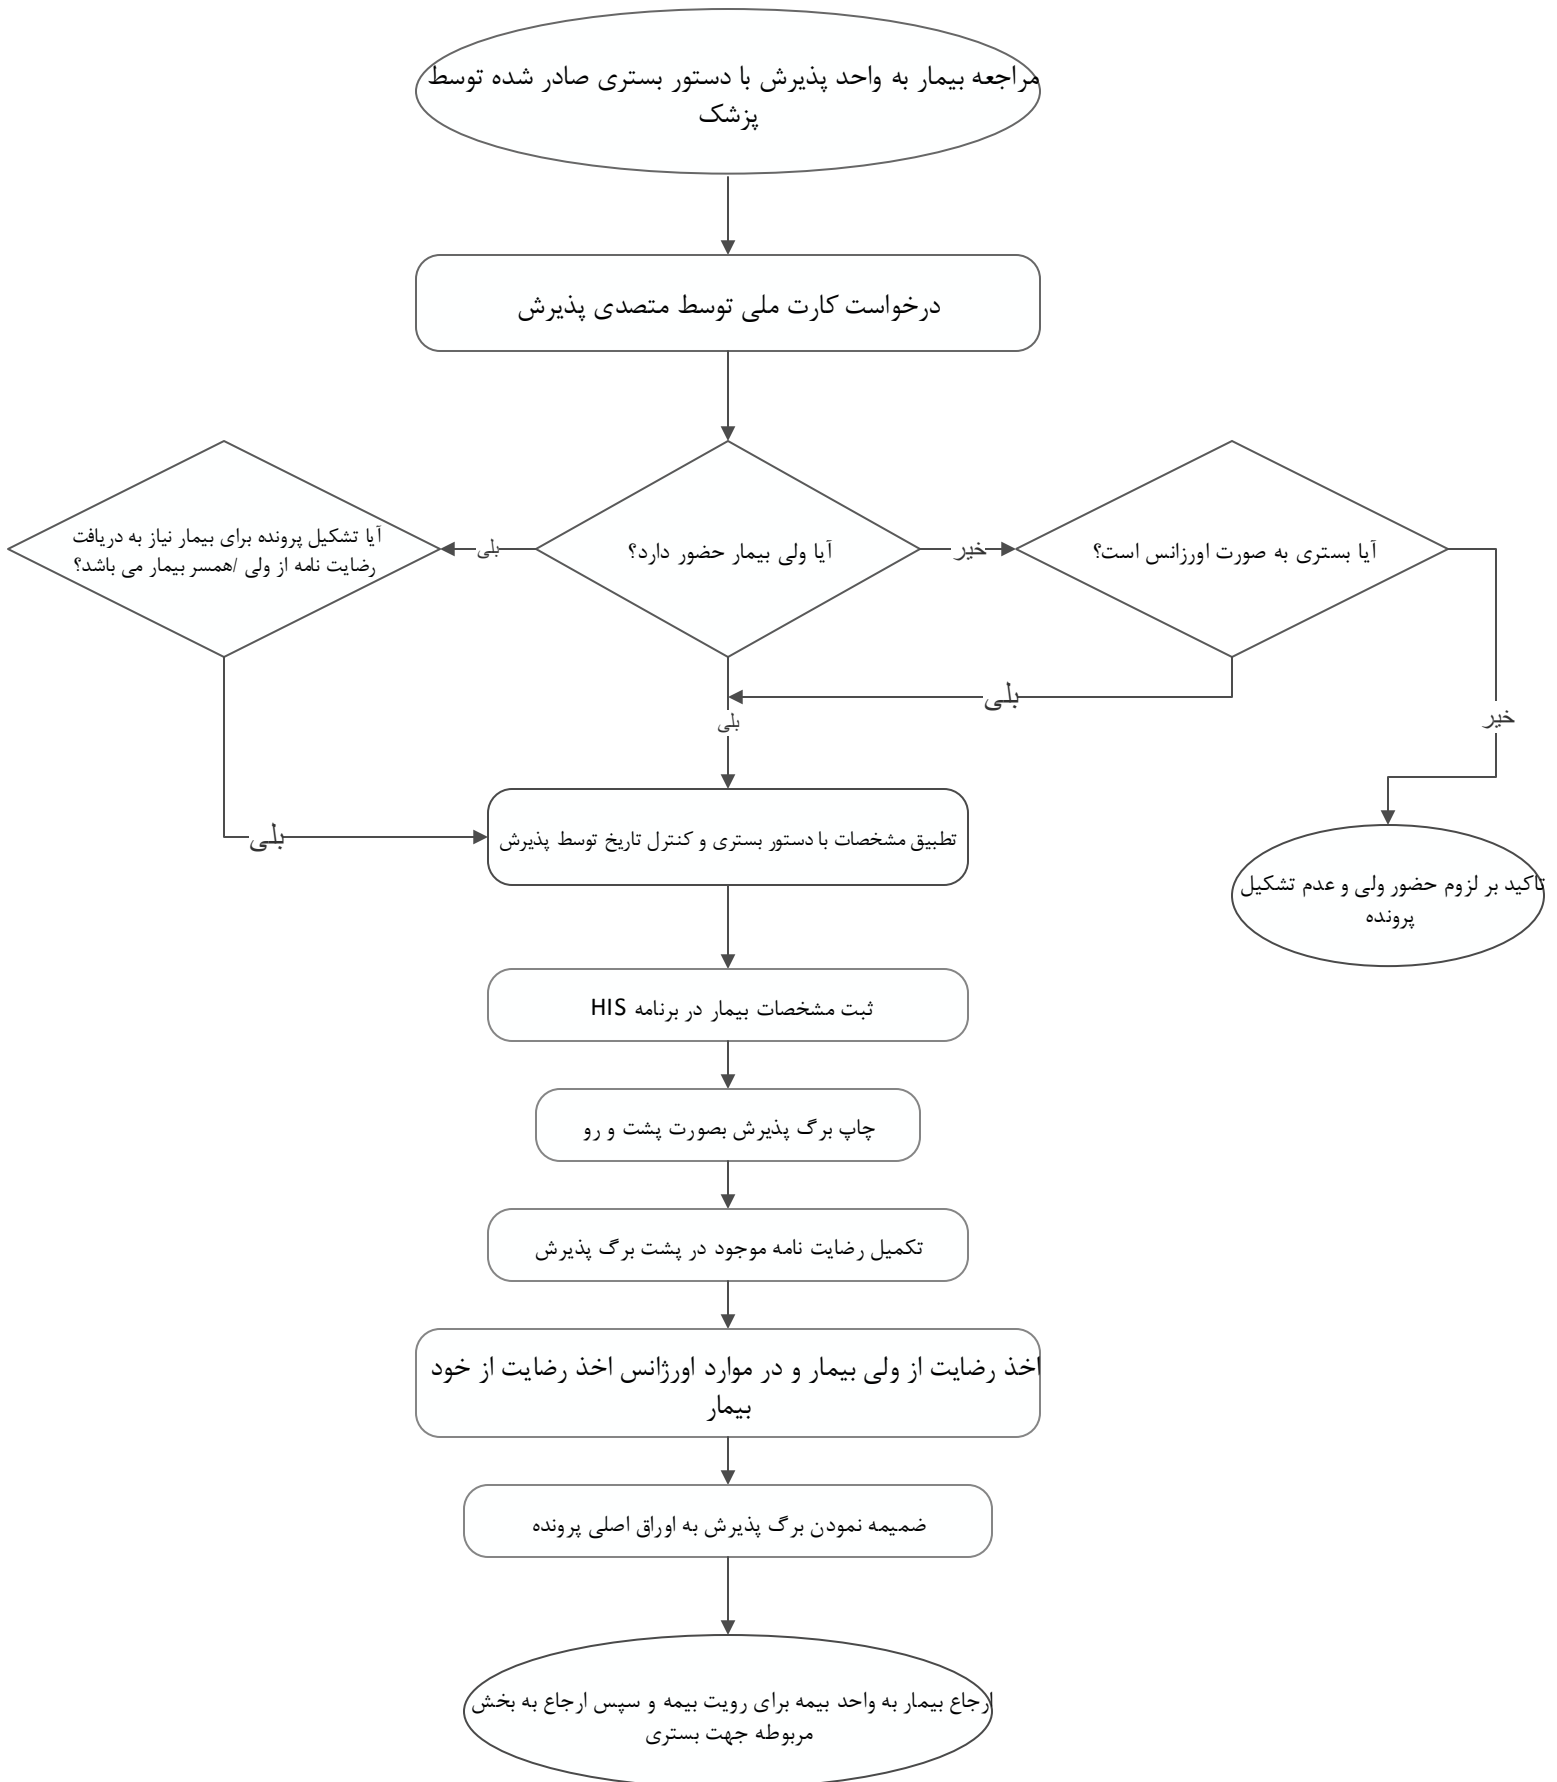 مراجعه بیمار به واحد پذیرش با دستور بستری صادر شده توسط
پزشک
درخواست کارت ملی توسط متصدی پذیرش
آیا بستری به صورت اورزانس است؟
خیر
آیا ولی بیمار حضور دارد؟
بلی
آیا تشکیل پرونده برای بیمار نیاز به دریافت
رضایت نامه از ولی /همسر بیمار می باشد؟
بلی
خیر
بلی
بلی
تطبیق مشخصات با دستور بستری و کنترل تاریخ توسط پذیرش
تاکید بر لزوم حضور ولی و عدم تشکیل
پرونده
ثبت مشخصات بیمار در برنامه HIS
چاپ برگ پذیرش بصورت پشت و رو
تکمیل رضایت نامه موجود در پشت برگ پذیرش
اخذ رضایت از ولی بیمار و در موارد اورژانس اخذ رضایت از خود
بیمار
ضمیمه نمودن برگ پذیرش به اوراق اصلی پرونده
ارجاع بیمار به واحد بیمه برای رویت بیمه و سپس ارجاع به بخش
مربوطه جهت بستری